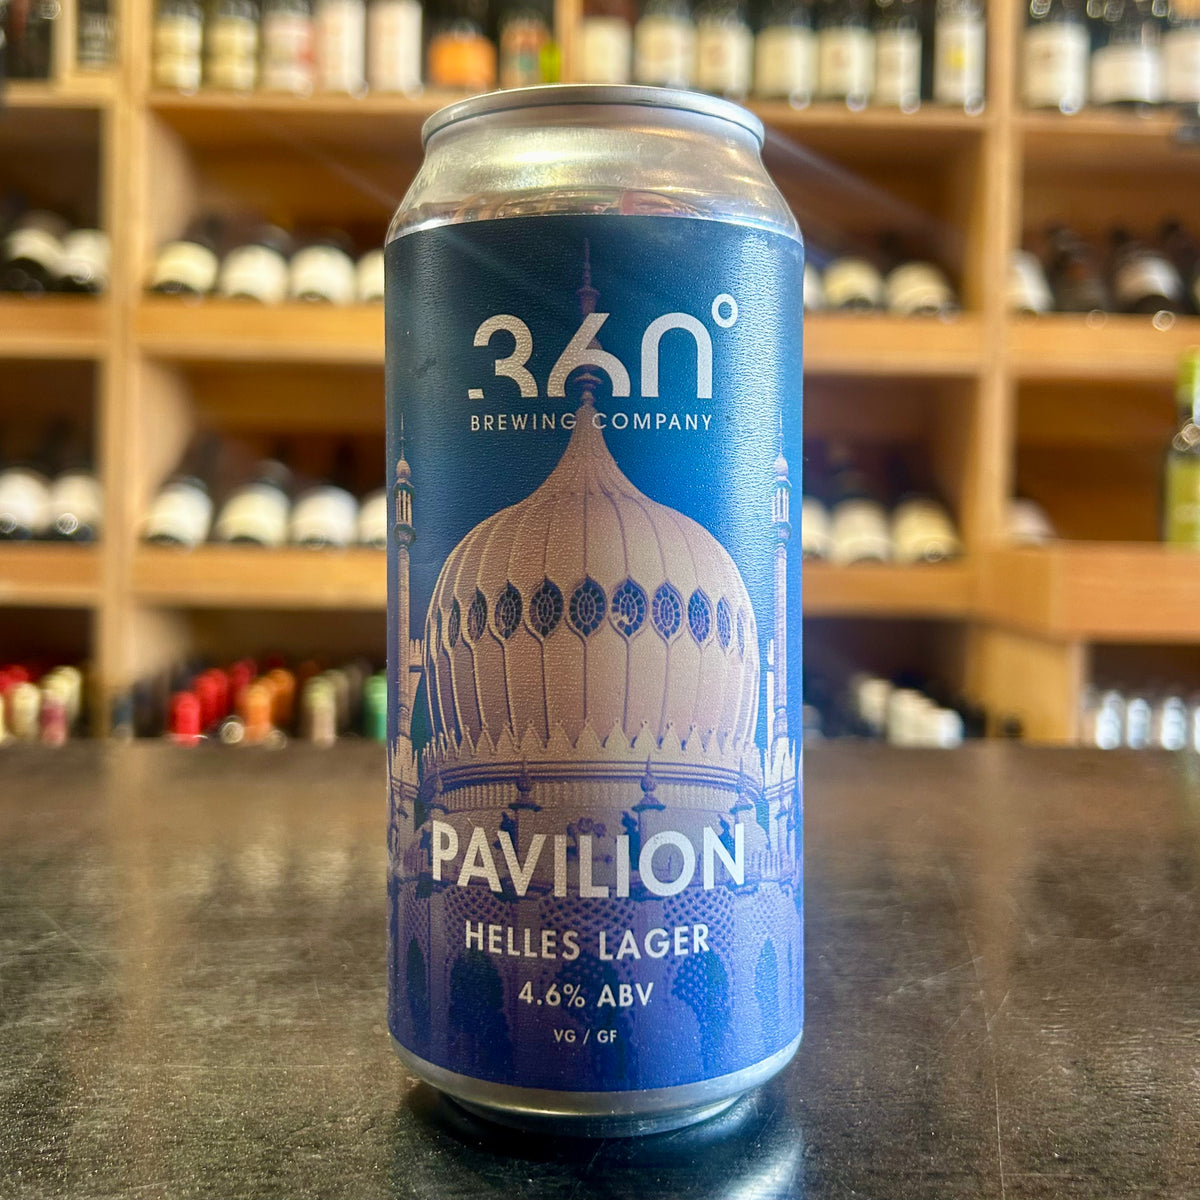 360°
BREWING COMPANY
PAVILION
HELLES LAGER
4.6% ABV
VG / GF